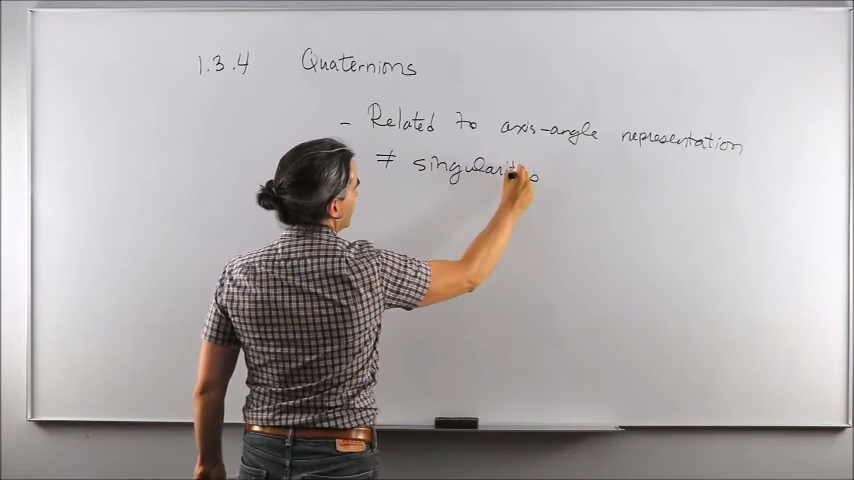 1.3.4 Quaternions
- Related to axis-angle representation
≠ singularities